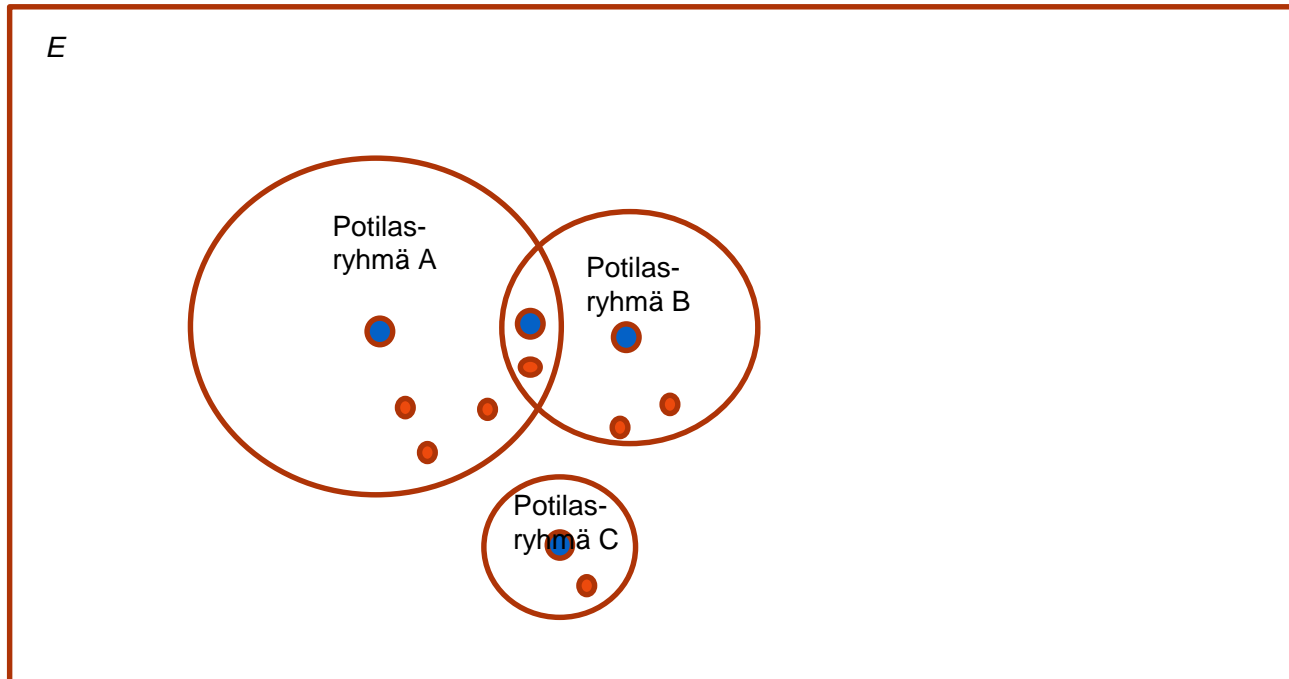 E
Potilas-
ryhmä A
Potilas-
ryhmä B
Potilas-
ryhmä C